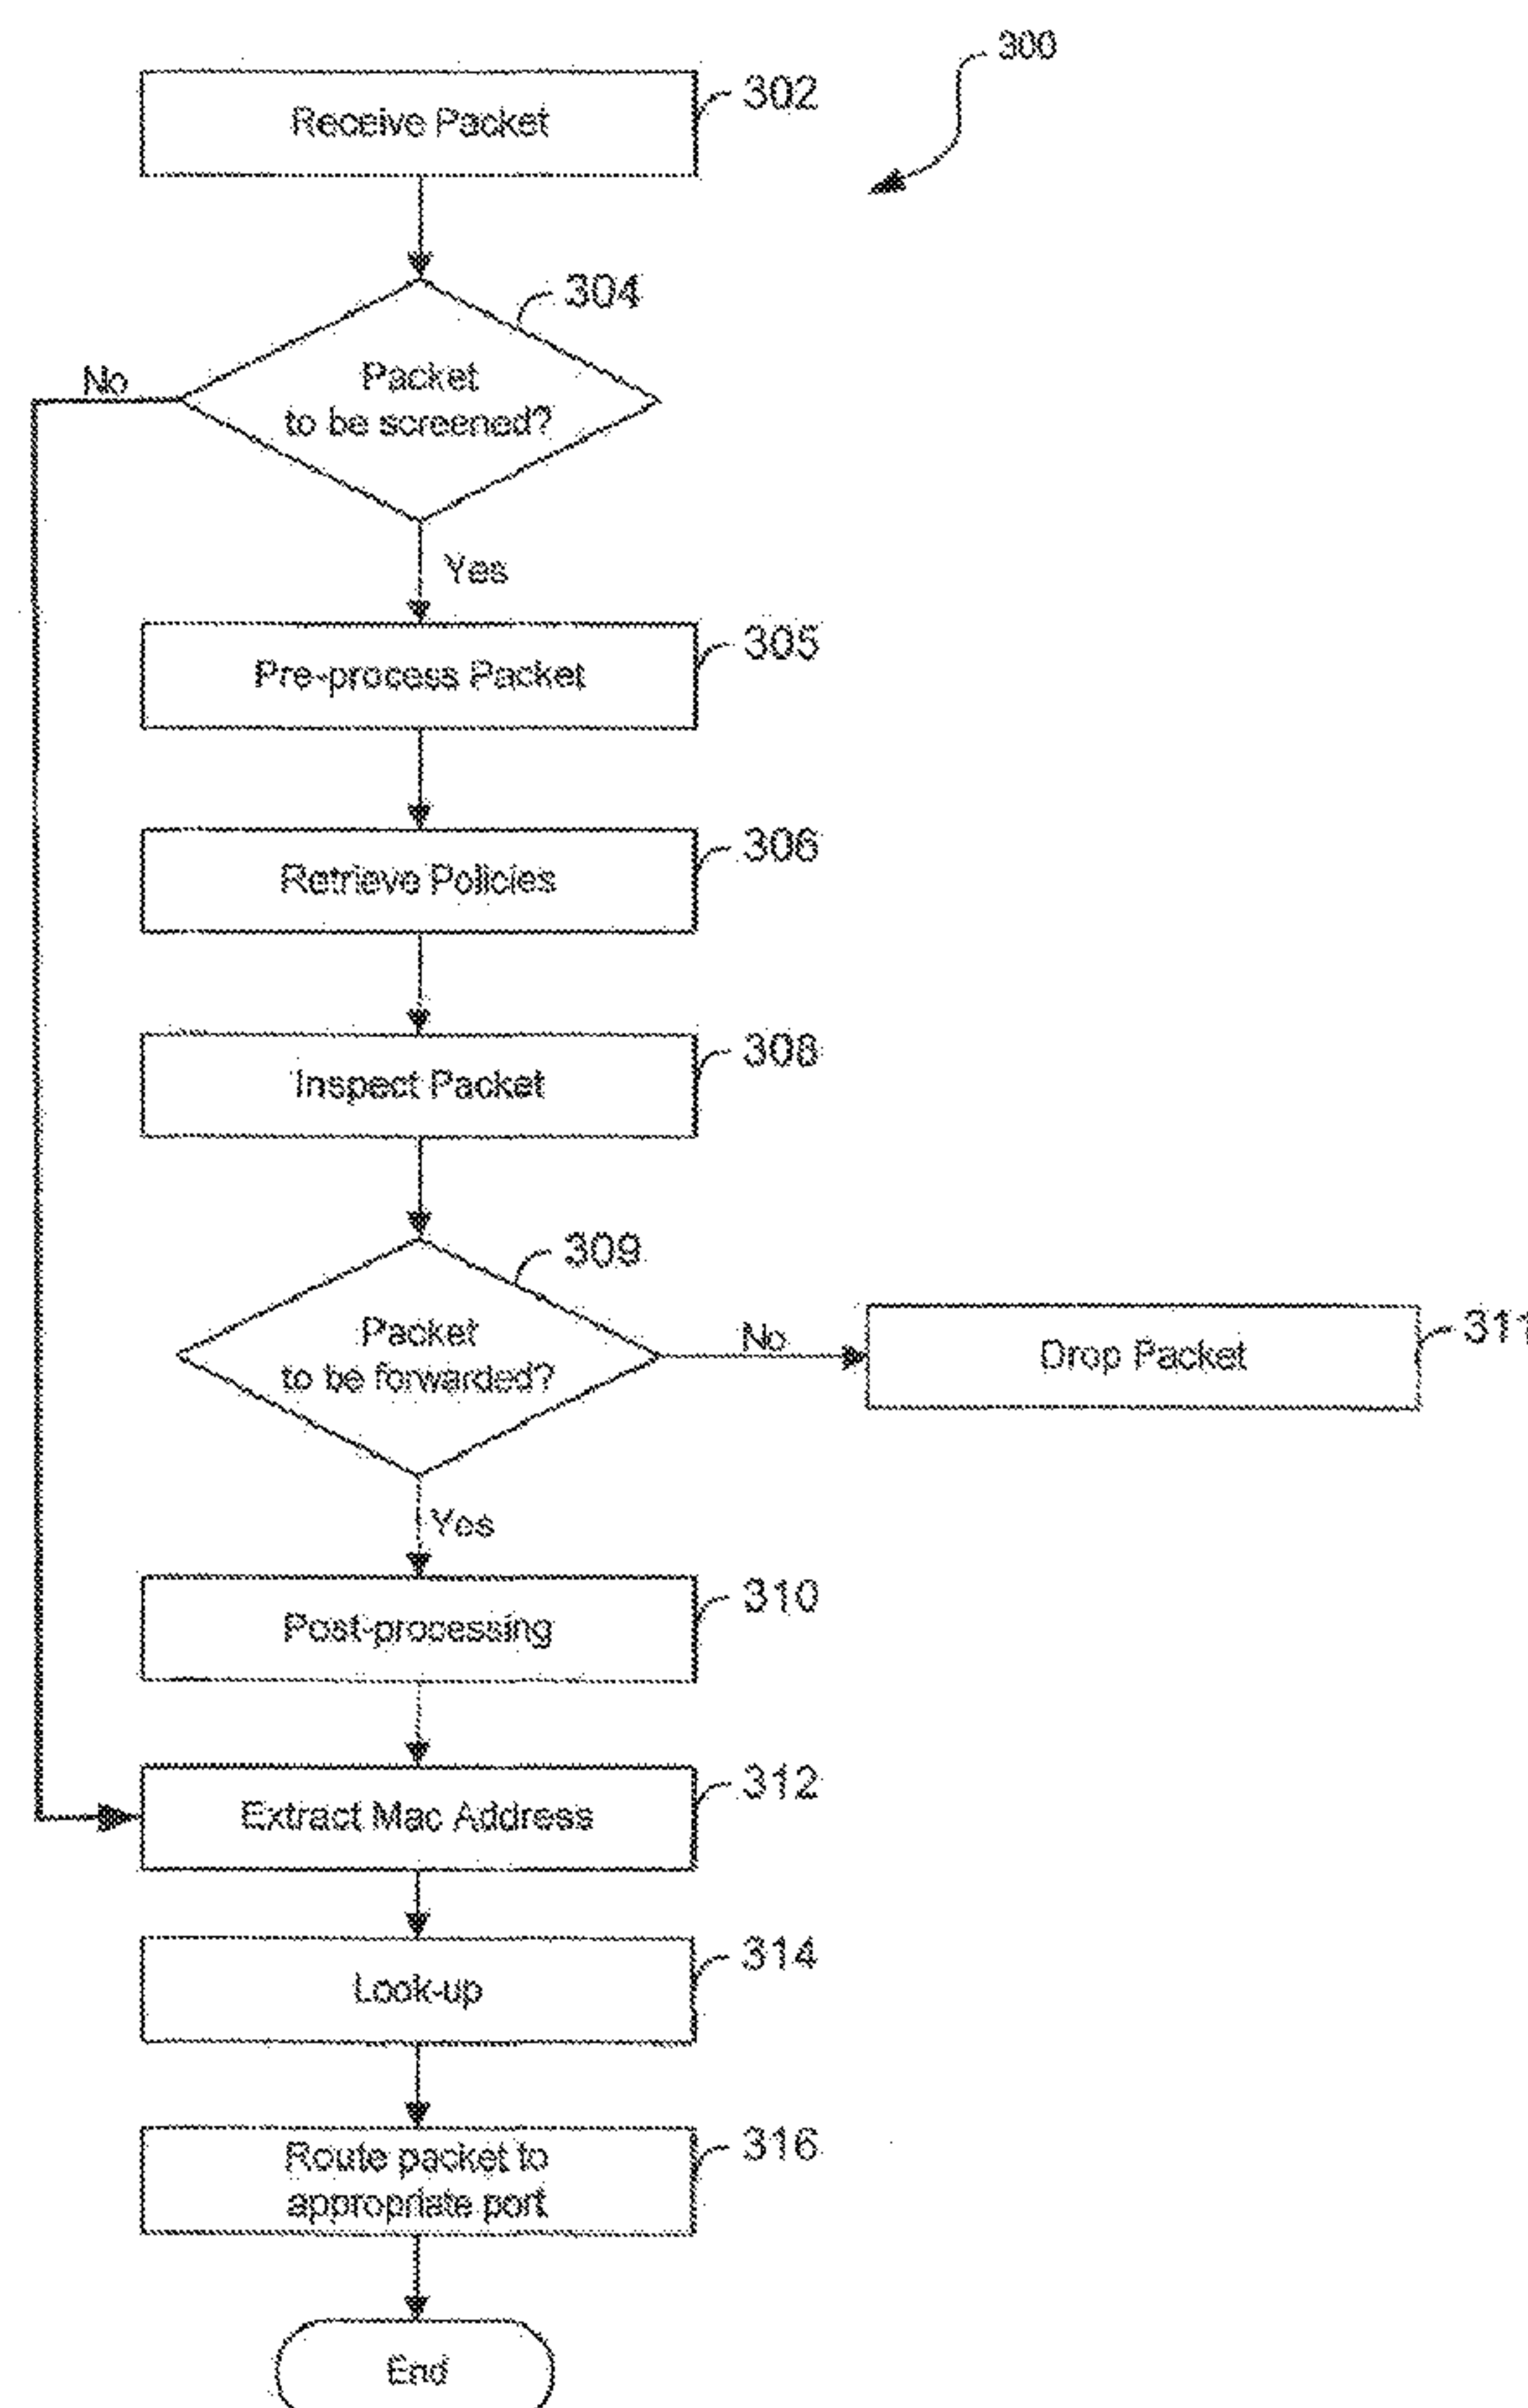 300
Receive Packet
302
304
Packet
to be screened?
No
Yes
Pre-process Packet
305
Retrieve Policies
306
Inspect Packet
308
309
Packet
to be forwarded?
No
Drop Packet
311
Yes
Post-processing
310
Extract Mac Address
312
Look-up
314
Route packet to
appropriate port
316
End